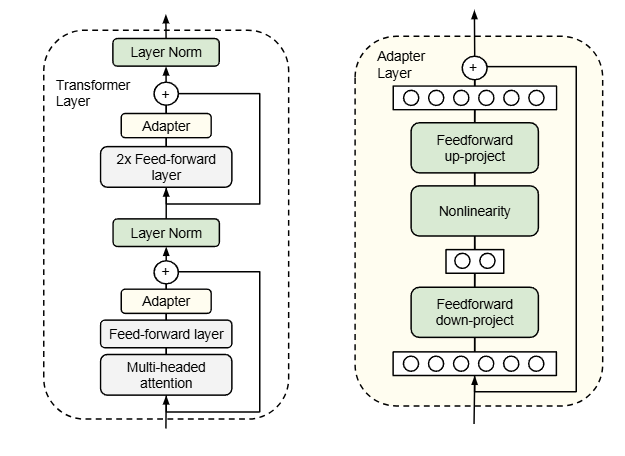 Layer Norm
Transformer
Layer
+
Adapter
2x Feed-forward
layer
Layer Norm
+
Adapter
Feed-forward layer
Multi-headed
attention
Adapter
Layer
+
Feedforward
up-project
Nonlinearity
Feedforward
down-project